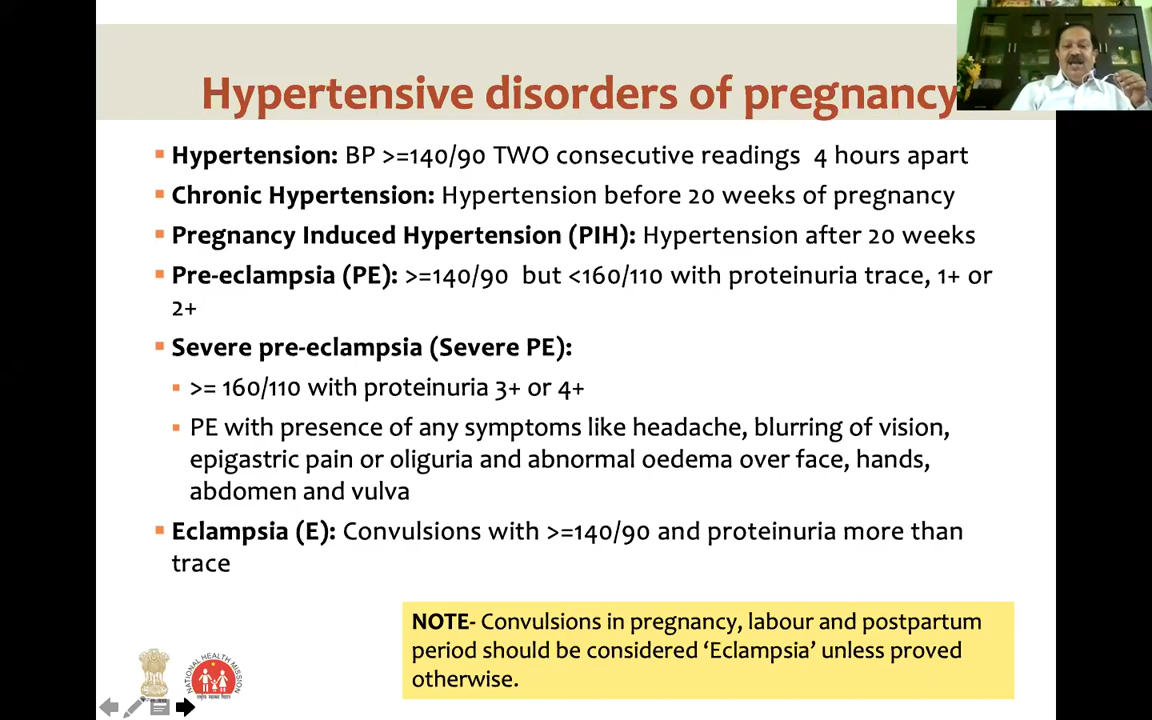 Hypertensive disorders of pregnancy
▪ Hypertension: BP >=140/90 TWO consecutive readings 4 hours apart
▪ Chronic Hypertension: Hypertension before 20 weeks of pregnancy
▪ Pregnancy Induced Hypertension (PIH): Hypertension after 20 weeks
▪ Pre-eclampsia (PE): >=140/90 but <160/110 with proteinuria trace, 1+ or
2+
▪ Severe pre-eclampsia (Severe PE):
▪ >= 160/110 with proteinuria 3+ or 4+
▪ PE with presence of any symptoms like headache, blurring of vision,
epigastric pain or oliguria and abnormal oedema over face, hands,
abdomen and vulva
▪ Eclampsia (E): Convulsions with >=140/90 and proteinuria more than
trace
NOTE- Convulsions in pregnancy, labour and postpartum
period should be considered ‘Eclampsia’ unless proved
otherwise.
NATIONAL HEALTH MISSION